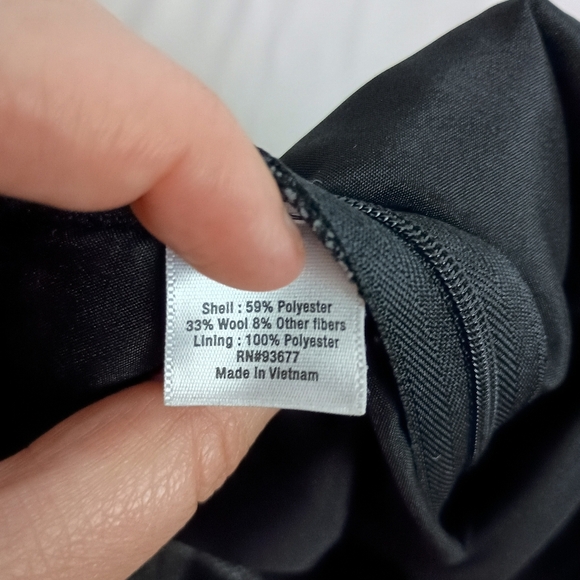 Shell : 59% Polyester
33% Wool 8% Other fibers
Lining : 100% Polyester
RN#93677
Made In Vietnam